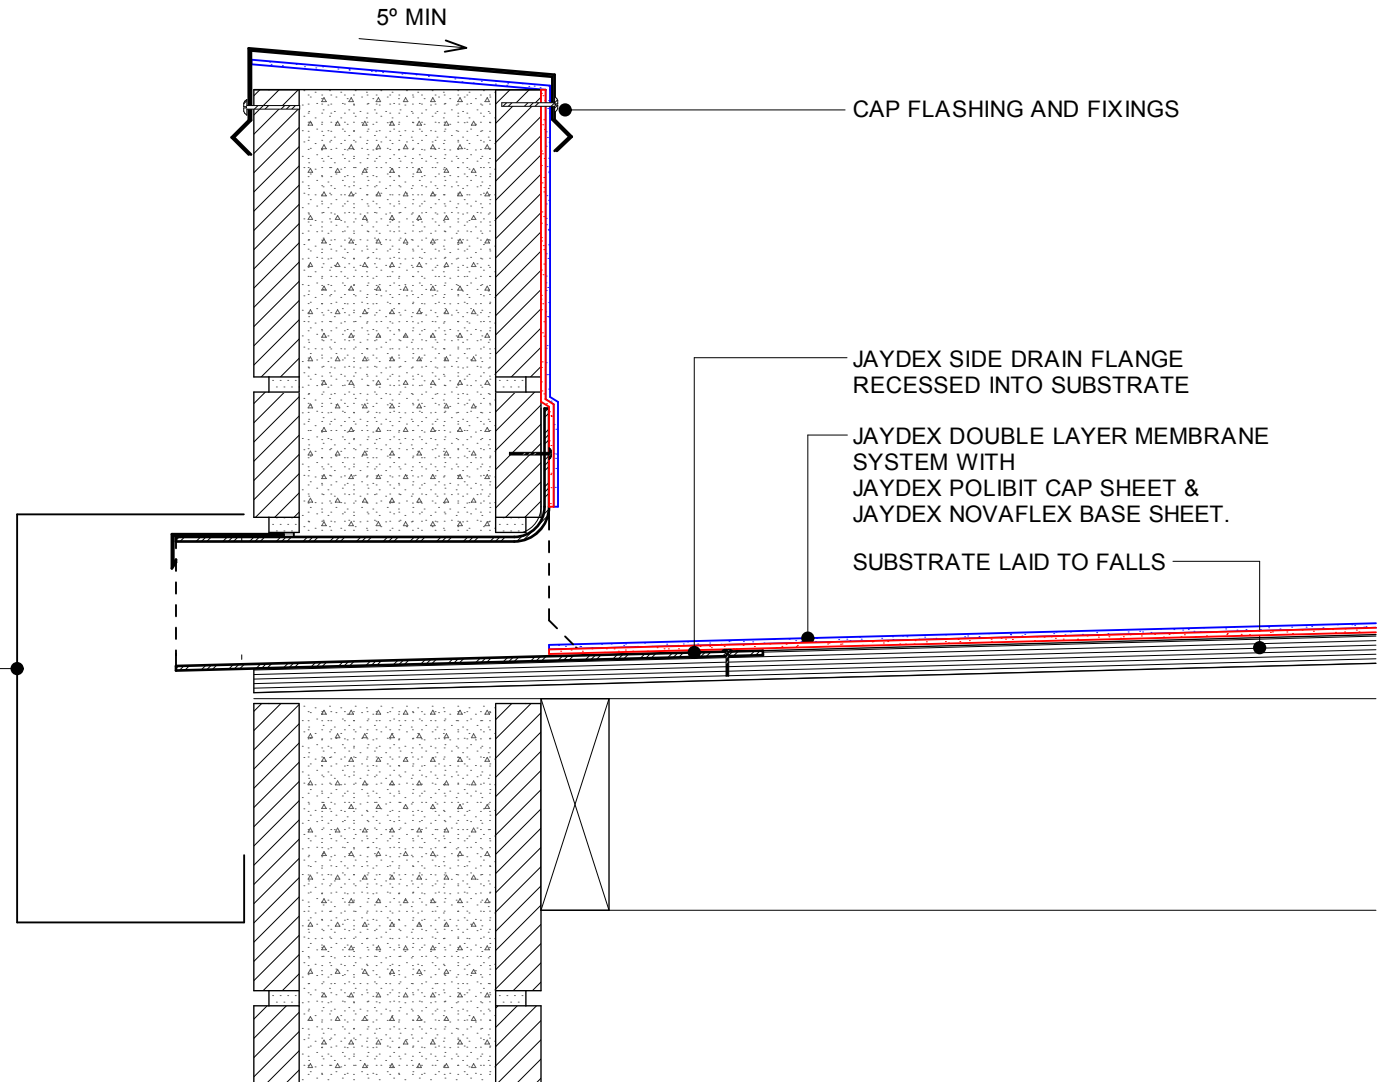 5º MIN
CAP FLASHING AND FIXINGS
JAYDEX SIDE DRAIN FLANGE
RECESSED INTO SUBSTRATE
JAYDEX DOUBLE LAYER MEMBRANE
SYSTEM WITH
JAYDEX POLIBIT CAP SHEET &
JAYDEX NOVAFLEX BASE SHEET.
SUBSTRATE LAID TO FALLS